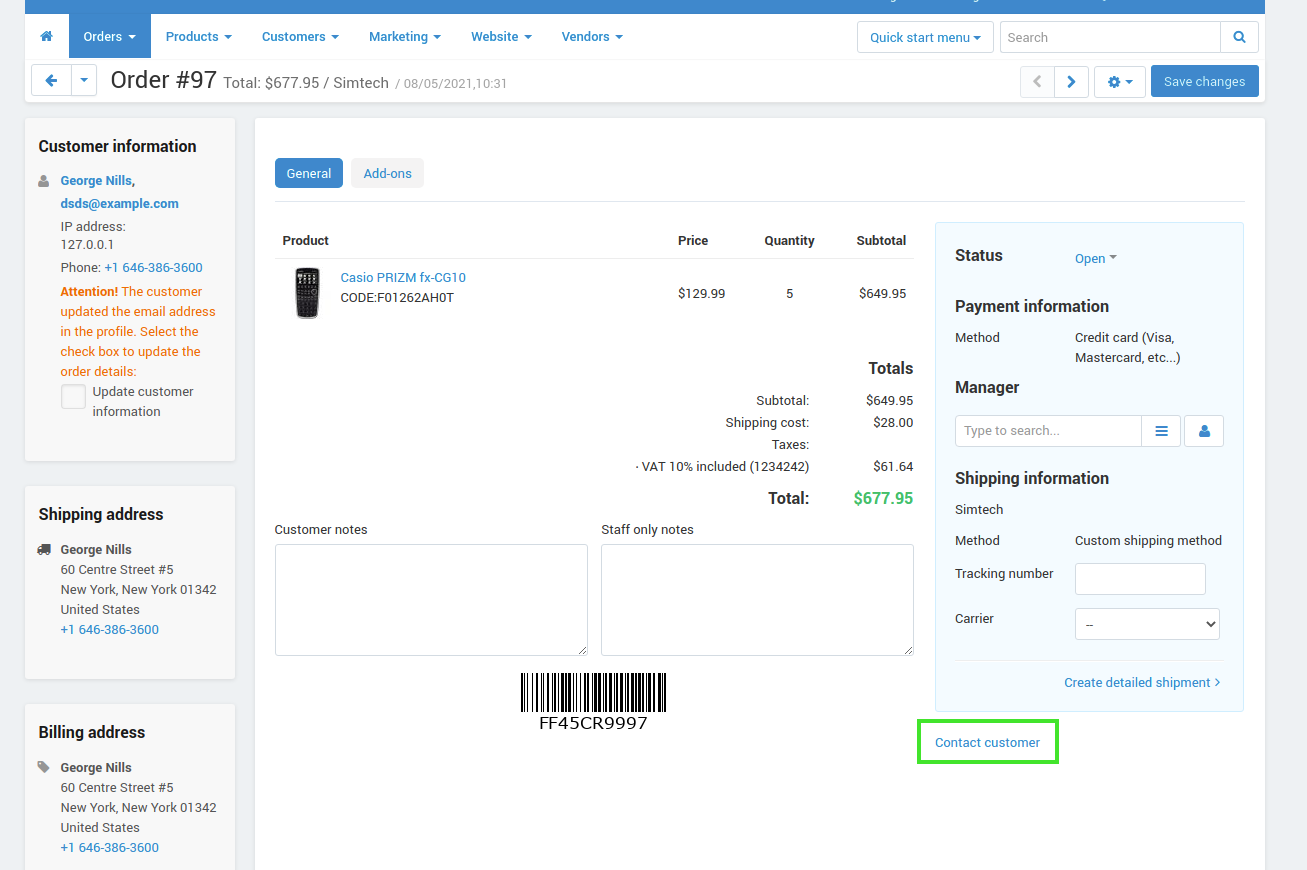 Orders Products Customers Marketing Website Vendors Quick start menu Search
Order #97 Total: $677.95 / Simtech / 08/05/2021,10:31 Save changes
Customer information
George Nills,
dsds@example.com
IP address:
127.0.0.1
Phone: +1 646-386-3600
Attention! The customer
updated the email address
in the profile. Select the
check box to update the
order details:
Update customer
information
Shipping address
George Nills
60 Centre Street #5
New York, New York 01342
United States
+1 646-386-3600
Billing address
George Nills
60 Centre Street #5
New York, New York 01342
United States
+1 646-386-3600
General Add-ons
Product Price Quantity Subtotal
Casio PRIZM fx-CG10
CODE:F01262AH0T
$129.99 5 $649.95
Totals
Subtotal: $649.95
Shipping cost: $28.00
Taxes:
· VAT 10% included (1234242) $61.64
Total: $677.95
Customer notes Staff only notes
FF45CR9997
Status Open
Payment information
Method Credit card (Visa,
Mastercard, etc...)
Manager
Type to search...
Shipping information
Simtech
Method Custom shipping method
Tracking number
Carrier --
Create detailed shipment
Contact customer